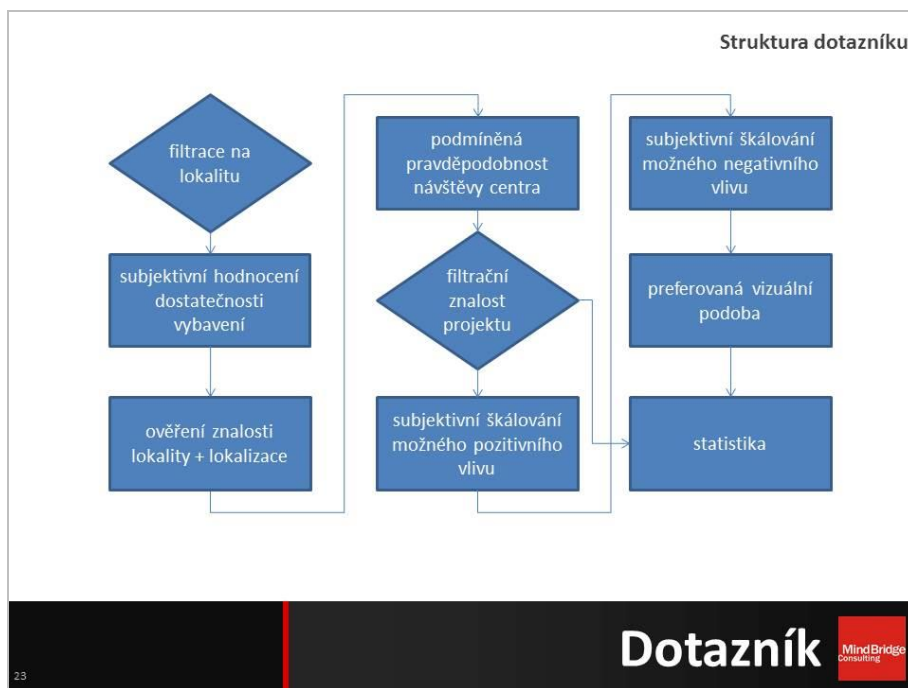 Struktura dotazníku
filtrace na
lokalitu
subjektivní hodnocení
dostatečnosti
vybavení
ověření znalosti
lokality + lokalizace
podmíněná
pravděpodobnost
návštěvy centra
filtrační
znalost
projektu
subjektivní škálování
možného pozitivního
vlivu
subjektivní škálování
možného negativního
vlivu
preferovaná vizuální
podoba
statistika
Dotazník
MindBridge
Consulting
23